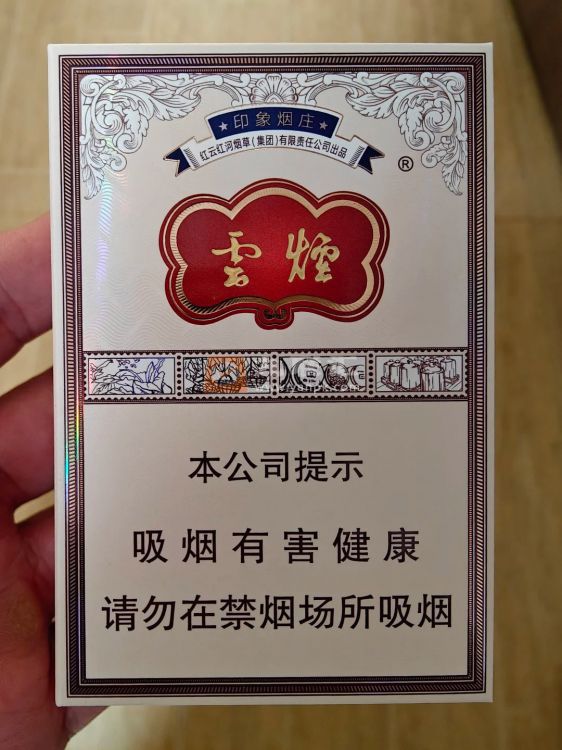 印象烟庄
红云红河烟草(集团)有限责任公司出品
®
雲煙
本公司提示
吸烟有害健康
请勿在禁烟场所吸烟